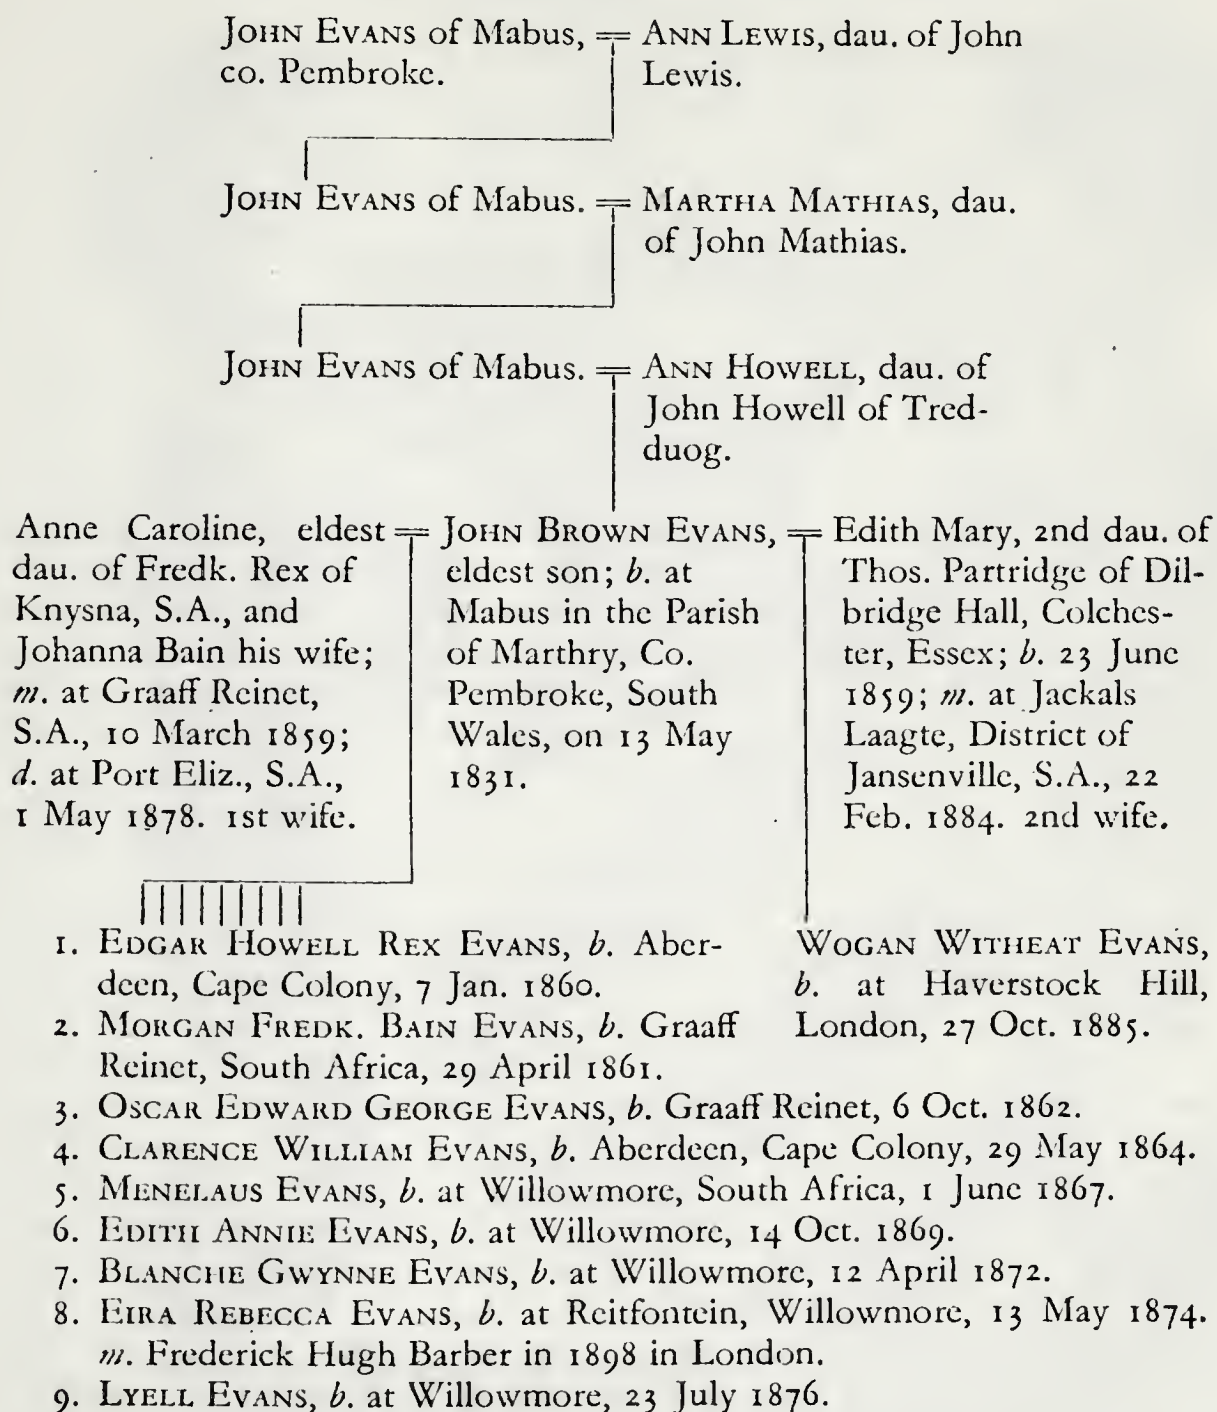 John Evans of Mabus, = Ann Lewis, dau. of John
co. Pembroke. Lewis.
John Evans of Mabus. = Martha Mathias, dau.
of John Mathias.
John Evans of Mabus. = Ann Howell, dau. of
John Howell of Tred-
duog.
Anne Caroline, eldest =
dau. of Fredk. Rex of
Knysna, S.A., and
Johanna Bain his wife;
m. at Graaff Reinet,
S.A., 10 March 1859;
d. at Port Eliz., S.A.,
1 May 1878. 1st wife.
John Brown Evans, =
eldest son; b. at
Mabus in the Parish
of Marthry, Co.
Pembroke, South
Wales, on 13 May
1831.
Edith Mary, 2nd dau. of
Thos. Partridge of Dil-
bridge Hall, Colches-
ter, Essex; b. 23 June
1859; m. at Jackals
Laagte, District of
Jansenville, S.A., 22
Feb. 1884. 2nd wife.
1. Edgar Howell Rex Evans, b. Aber-
deen, Cape Colony, 7 Jan. 1860.
2. Morgan Fredk. Bain Evans, b. Graaff
Reinet, South Africa, 29 April 1861.
Wogan Witheat Evans,
b. at Haverstock Hill,
London, 27 Oct. 1885.
3. Oscar Edward George Evans, b. Graaff Reinet, 6 Oct. 1862.
4. Clarence William Evans, b. Aberdeen, Cape Colony, 29 May 1864.
5. Menelaus Evans, b. at Willowmore, South Africa, 1 June 1867.
6. Edith Annie Evans, b. at Willowmore, 14 Oct. 1869.
7. Blanche Gwynne Evans, b. at Willowmore, 12 April 1872.
8. Eira Rebecca Evans, b. at Reitfontein, Willowmore, 13 May 1874.
m. Frederick Hugh Barber in 1898 in London.
9. Lyell Evans, b. at Willowmore, 23 July 1876.